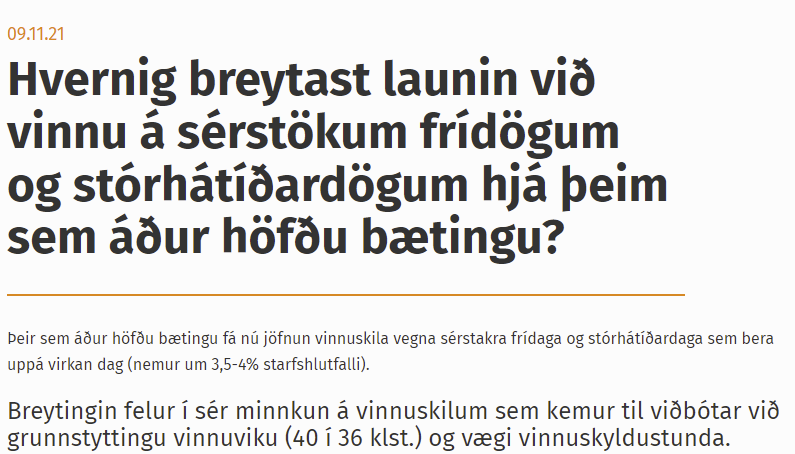 09.11.21
Hvernig breytast launin við
vinnu á sérstökum frídögum
og stórhátíðardögum hjá þeim
sem áður höfðu bætingu?
Þeir sem áður höfðu bætingu fá nú jöfnun vinnuskila vegna sérstakra frídaga og stórhátíðardaga sem bera
uppá virkan dag (nemur um 3,5-4% starfshlutfalli).
Breytingin felur í sér minnkun á vinnuskilum sem kemur til viðbótar við
grunnstyttingu vinnuviku (40 í 36 klst.) og vægi vinnuskyldustunda.